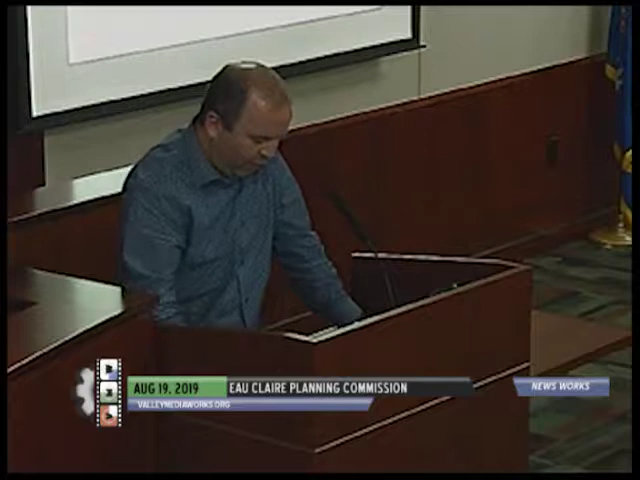 AUG 19, 2019
EAU CLAIRE PLANNING COMMISSION
NEWS WORKS
VALLEYMEDIAWORKS.ORG